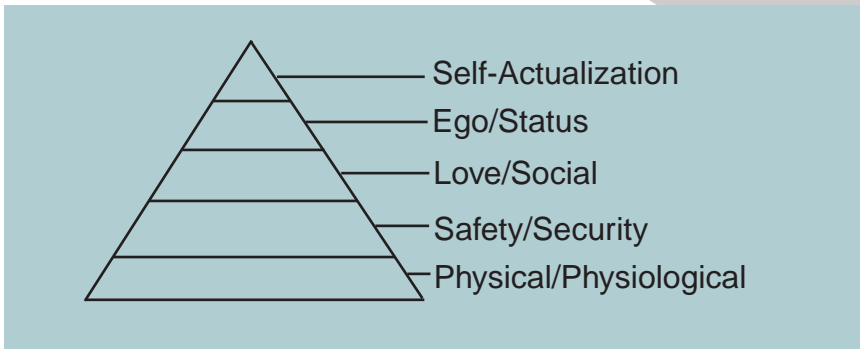 Self-Actualization
Ego/Status
Love/Social
Safety/Security
Physical/Physiological